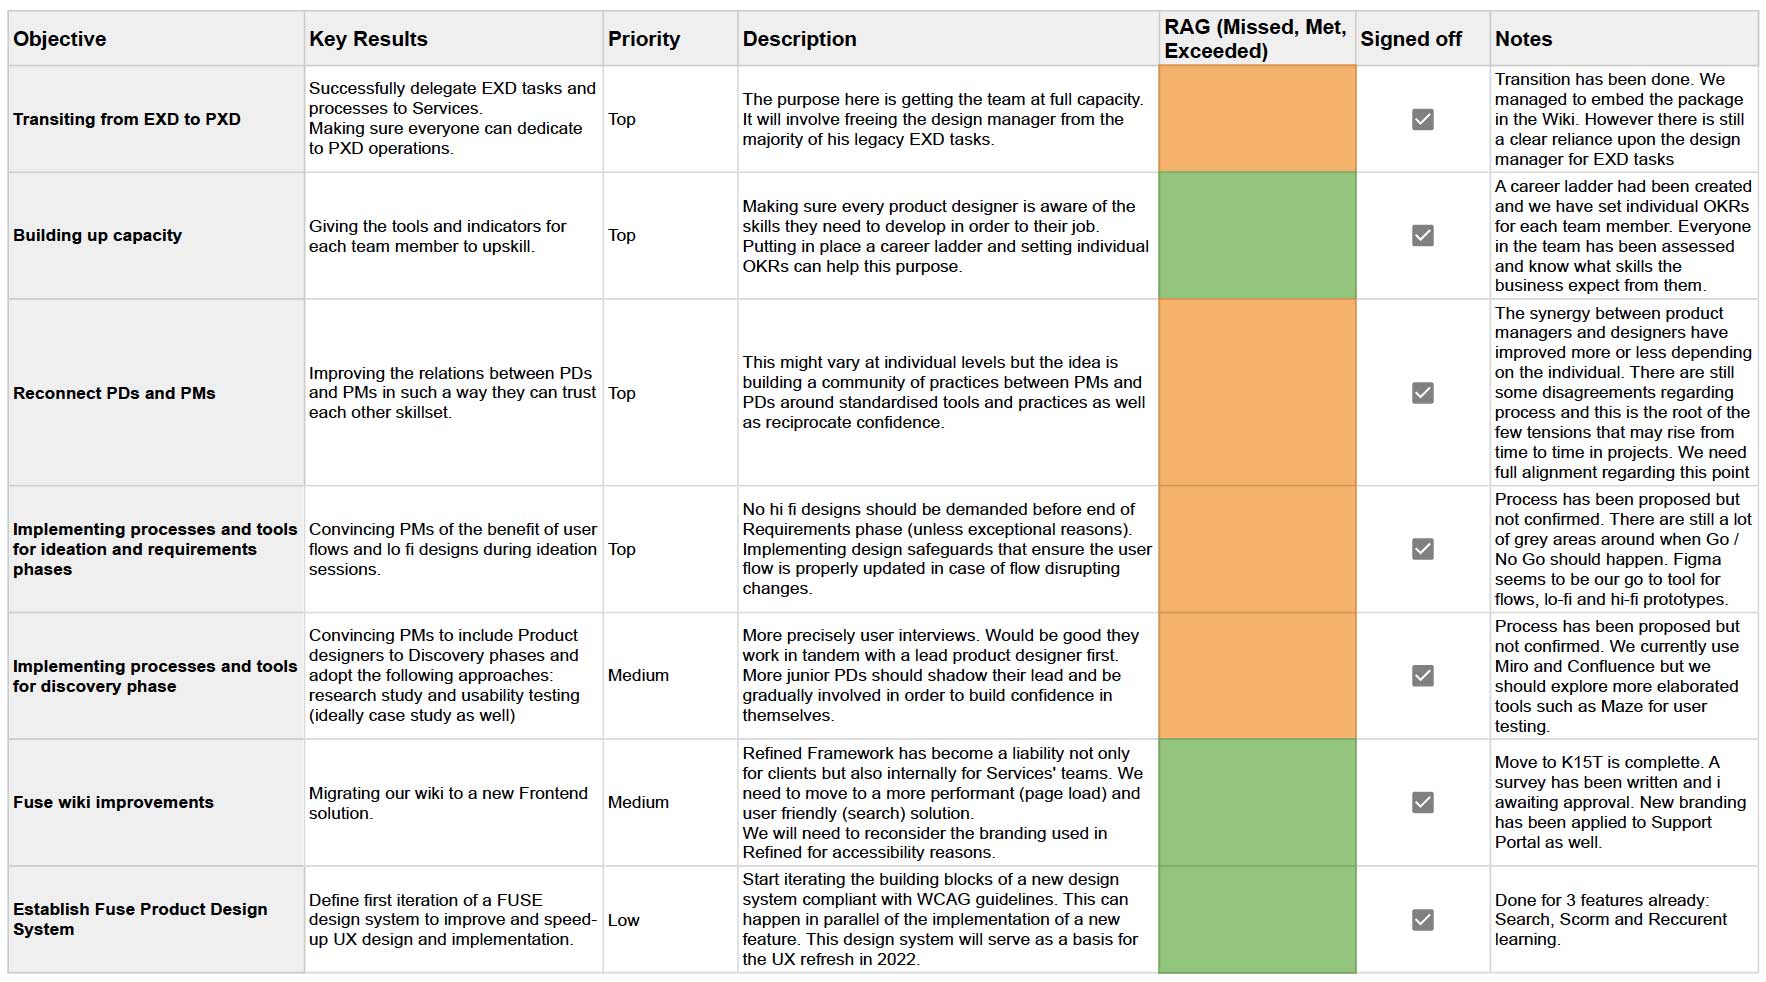 Objective
Key Results
Priority
Description
RAG (Missed, Met,
Exceeded)
Signed off
Notes
Transiting from EXD to PXD
Successfully delegate EXD tasks and
processes to Services.
Making sure everyone can dedicate
to PXD operations.
Top
The purpose here is getting the team at full capacity.
It will involve freeing the design manager from the
majority of his legacy EXD tasks.
Transition has been done. We
managed to embed the package
in the Wiki. However there is still
a clear reliance upon the design
manager for EXD tasks
Building up capacity
Giving the tools and indicators for
each team member to upskill.
Top
Making sure every product designer is aware of the
skills they need to develop in order to their job.
Putting in place a career ladder and setting individual
OKRs can help this purpose.
A career ladder had been created
and we have set individual OKRs
for each team member. Everyone
in the team has been assessed
and know what skills the
business expect from them.
Reconnect PDs and PMs
Improving the relations between PDs
and PMs in such a way they can trust
each other skillset.
Top
This might vary at individual levels but the idea is
building a community of practices between PMs and
PDs around standardised tools and practices as well
as reciprocate confidence.
The synergy between product
managers and designers have
improved more or less depending
on the individual. There are still
some disagreements regarding
process and this is the root of the
few tensions that may rise from
time to time in projects. We need
full alignment regarding this point
Implementing processes and tools
for ideation and requirements
phases
Convincing PMs of the benefit of user
flows and lo fi designs during ideation
sessions.
Top
No hi fi designs should be demanded before end of
Requirements phase (unless exceptional reasons).
Implementing design safeguards that ensure the user
flow is properly updated in case of flow disrupting
changes.
Process has been proposed but
not confirmed. There are still a lot
of grey areas around when Go /
No Go should happen. Figma
seems to be our go to tool for
flows, lo-fi and hi-fi prototypes.
Implementing processes and tools
for discovery phase
Convincing PMs to include Product
designers to Discovery phases and
adopt the following approaches:
research study and usability testing
(ideally case study as well)
Medium
More precisely user interviews. Would be good they
work in tandem with a lead product designer first.
More junior PDs should shadow their lead and be
gradually involved in order to build confidence in
themselves.
Process has been proposed but
not confirmed. We currently use
Miro and Confluence but we
should explore more elaborated
tools such as Maze for user
testing.
Fuse wiki improvements
Migrating our wiki to a new Frontend
solution.
Medium
Refined Framework has become a liability not only
for clients but also internally for Services' teams. We
need to move to a more performant (page load) and
user friendly (search) solution.
We will need to reconsider the branding used in
Refined for accessibility reasons.
Move to K15T is complette. A
survey has been written and i
awaiting approval. New branding
has been applied to Support
Portal as well.
Establish Fuse Product Design
System
Define first iteration of a FUSE
design system to improve and speed-
up UX design and implementation.
Low
Start iterating the building blocks of a new design
system compliant with WCAG guidelines. This can
happen in parallel of the implementation of a new
feature. This design system will serve as a basis for
the UX refresh in 2022.
Done for 3 features already:
Search, Scorm and Reccurent
learning.